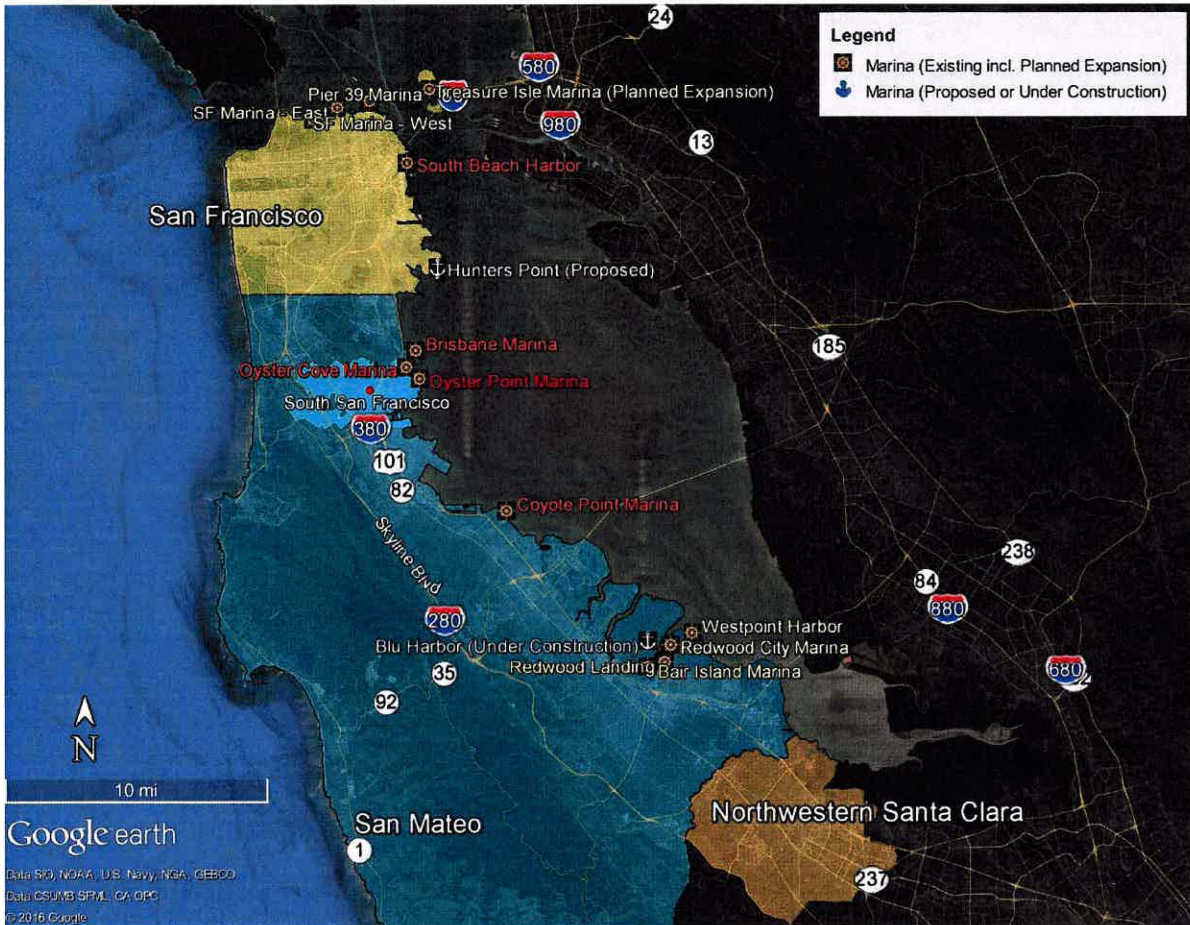 24
Legend
Marina (Existing incl. Planned Expansion)
Marina (Proposed or Under Construction)
580
Pier 39 Marina
Treasure Isle Marina (Planned Expansion)
SF Marina - East
SF Marina - West
980
13
South Beach Harbor
San Francisco
Hunters Point (Proposed)
185
Brisbane Marina
Oyster Cove Marina
Oyster Point Marina
South San Francisco
380
101
82
Coyote Point Marina
Skyline Blvd
238
84
880
280
Westpoint Harbor
Blu Harbor (Under Construction)
Redwood City Marina
Redwood Landing
Bair Island Marina
35
680
92
N
10 mi
Northwestern Santa Clara
San Mateo
Google earth
1
237
Data SIO, NOAA, U.S. Navy, NGA, GEBCO
Data CSUMB SFML, CA OPC
© 2016 Google